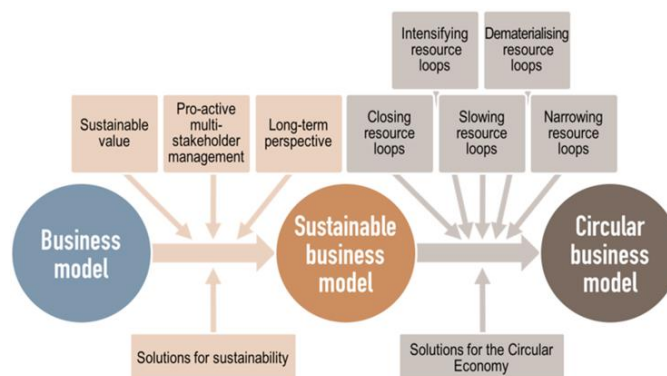 Intensifying
resource
loops
Dematerialising
resource
loops
Sustainable
value
Pro-active
multi-
stakeholder
management
Long-term
perspective
Closing
resource
loops
Slowing
resource
loops
Narrowing
resource
loops
Business
model
Sustainable
business
model
Circular
business
model
Solutions for sustainability
Solutions for the Circular
Economy